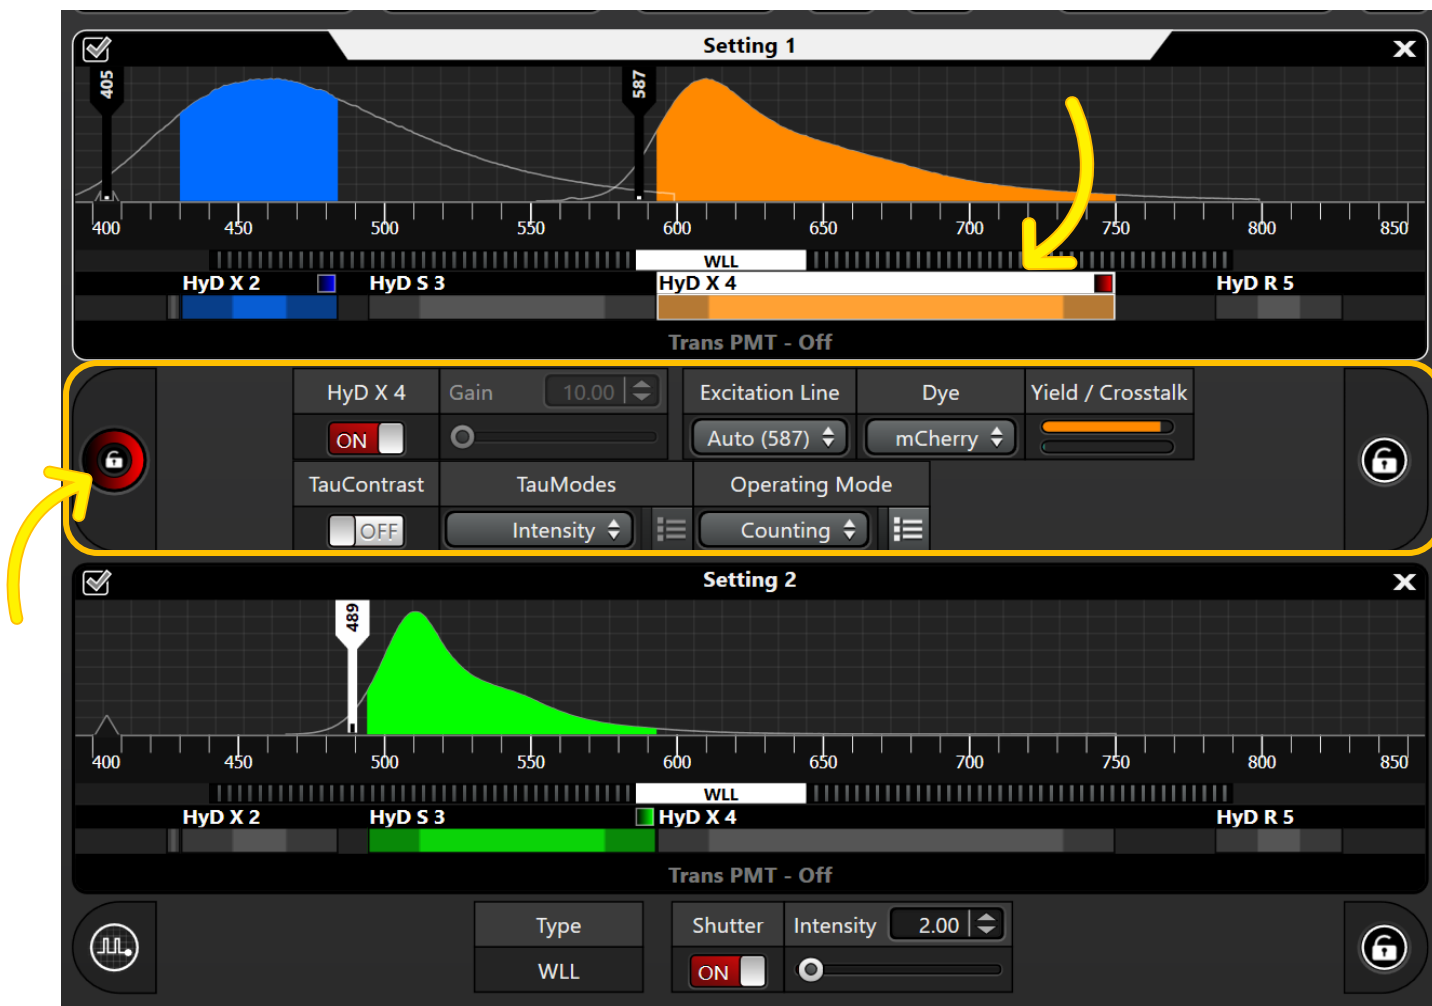 Setting 1
405
587
400 450 500 550 600 650 700 750 800 850
WLL
HyD X 2 HyD S 3 HyD X 4 HyD R 5
Trans PMT - Off
HyD X 4 Gain 10.00 Excitation Line Dye Yield / Crosstalk
ON Auto (587) mCherry
TauContrast TauModes Operating Mode
OFF Intensity Counting
Setting 2
489
400 450 500 550 600 650 700 750 800 850
WLL
HyD X 2 HyD S 3 HyD X 4 HyD R 5
Trans PMT - Off
Type Shutter Intensity 2.00
WLL ON